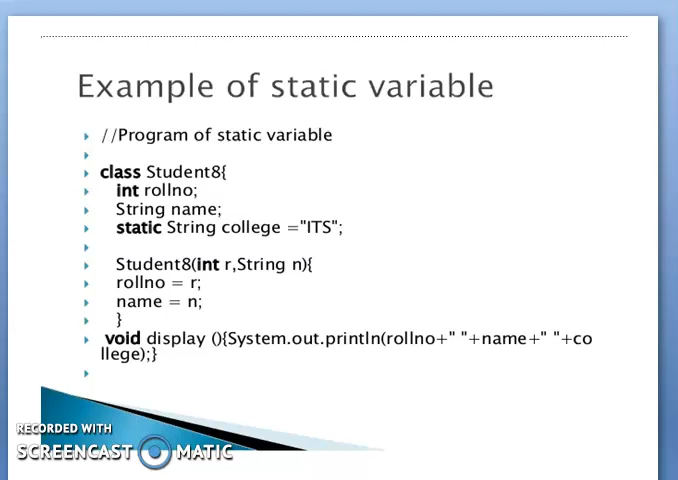 Example of static variable
//Program of static variable
class Student8{
int rollno;
String name;
static String college ="ITS";
Student8(int r,String n){
rollno = r;
name = n;
}
void display (){System.out.println(rollno+" "+name+" "+co
llege);}
RECORDED WITH
SCREENCAST MATIC